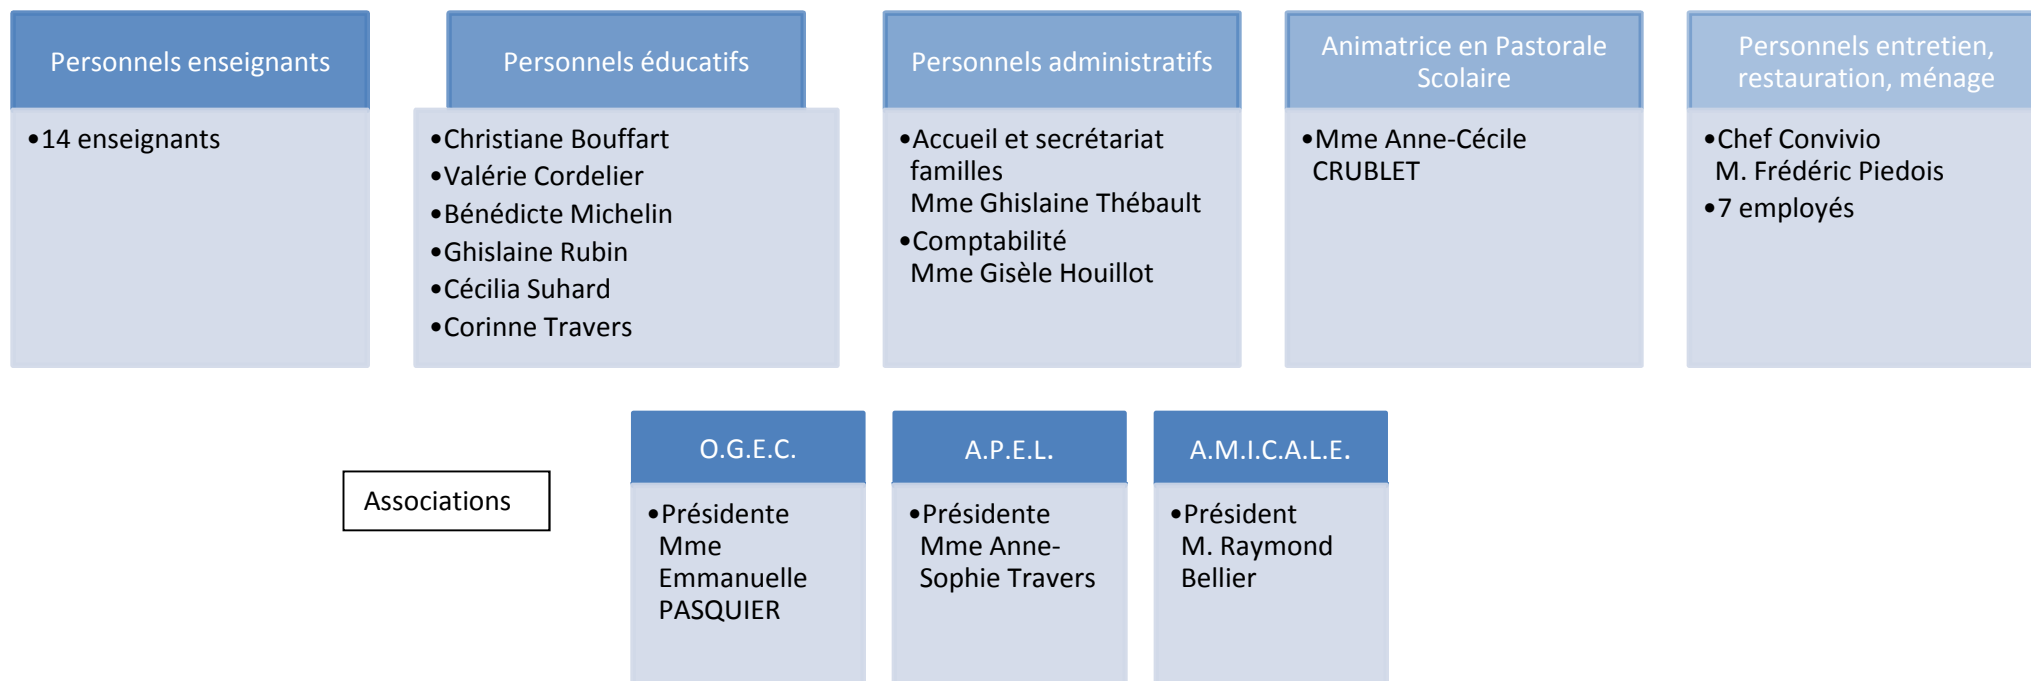 Personnels enseignants
•14 enseignants
Personnels éducatifs
•Christiane Bouffart
•Valérie Cordelier
•Bénédicte Michelin
•Ghislaine Rubin
•Cécilia Suhard
•Corinne Travers
Personnels administratifs
•Accueil et secrétariat
familles
Mme Ghislaine Thébault
•Comptabilité
Mme Gisèle Houillot
Animatrice en Pastorale
Scolaire
•Mme Anne-Cécile
CRUBLET
Personnels entretien,
restauration, ménage
•Chef Convivio
M. Frédéric Piedois
•7 employés
Associations
O.G.E.C.
•Présidente
Mme
Emmanuelle
PASQUIER
A.P.E.L.
•Présidente
Mme Anne-
Sophie Travers
A.M.I.C.A.L.E.
•Président
M. Raymond
Bellier